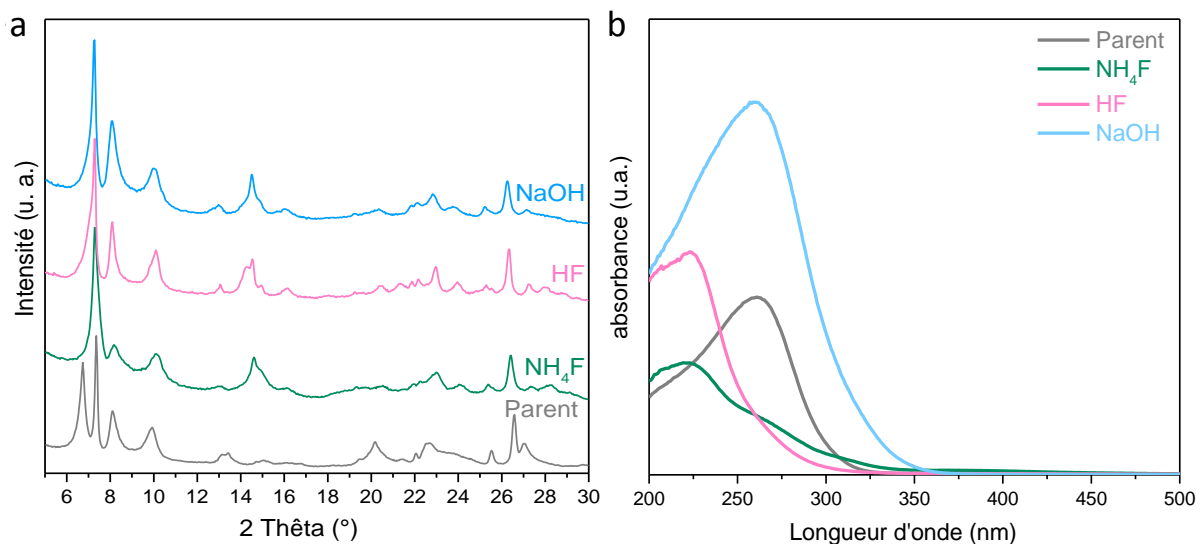 a
Intensité (u. a.)
NaOH
HF
NH₄F
Parent
6 8 10 12 14 16 18 20 22 24 26 28 30
2 Thêta (°)
b
absorbance (u.a.)
Parent
NH₄F
HF
NaOH
200 250 300 350 400 450 500
Longueur d'onde (nm)